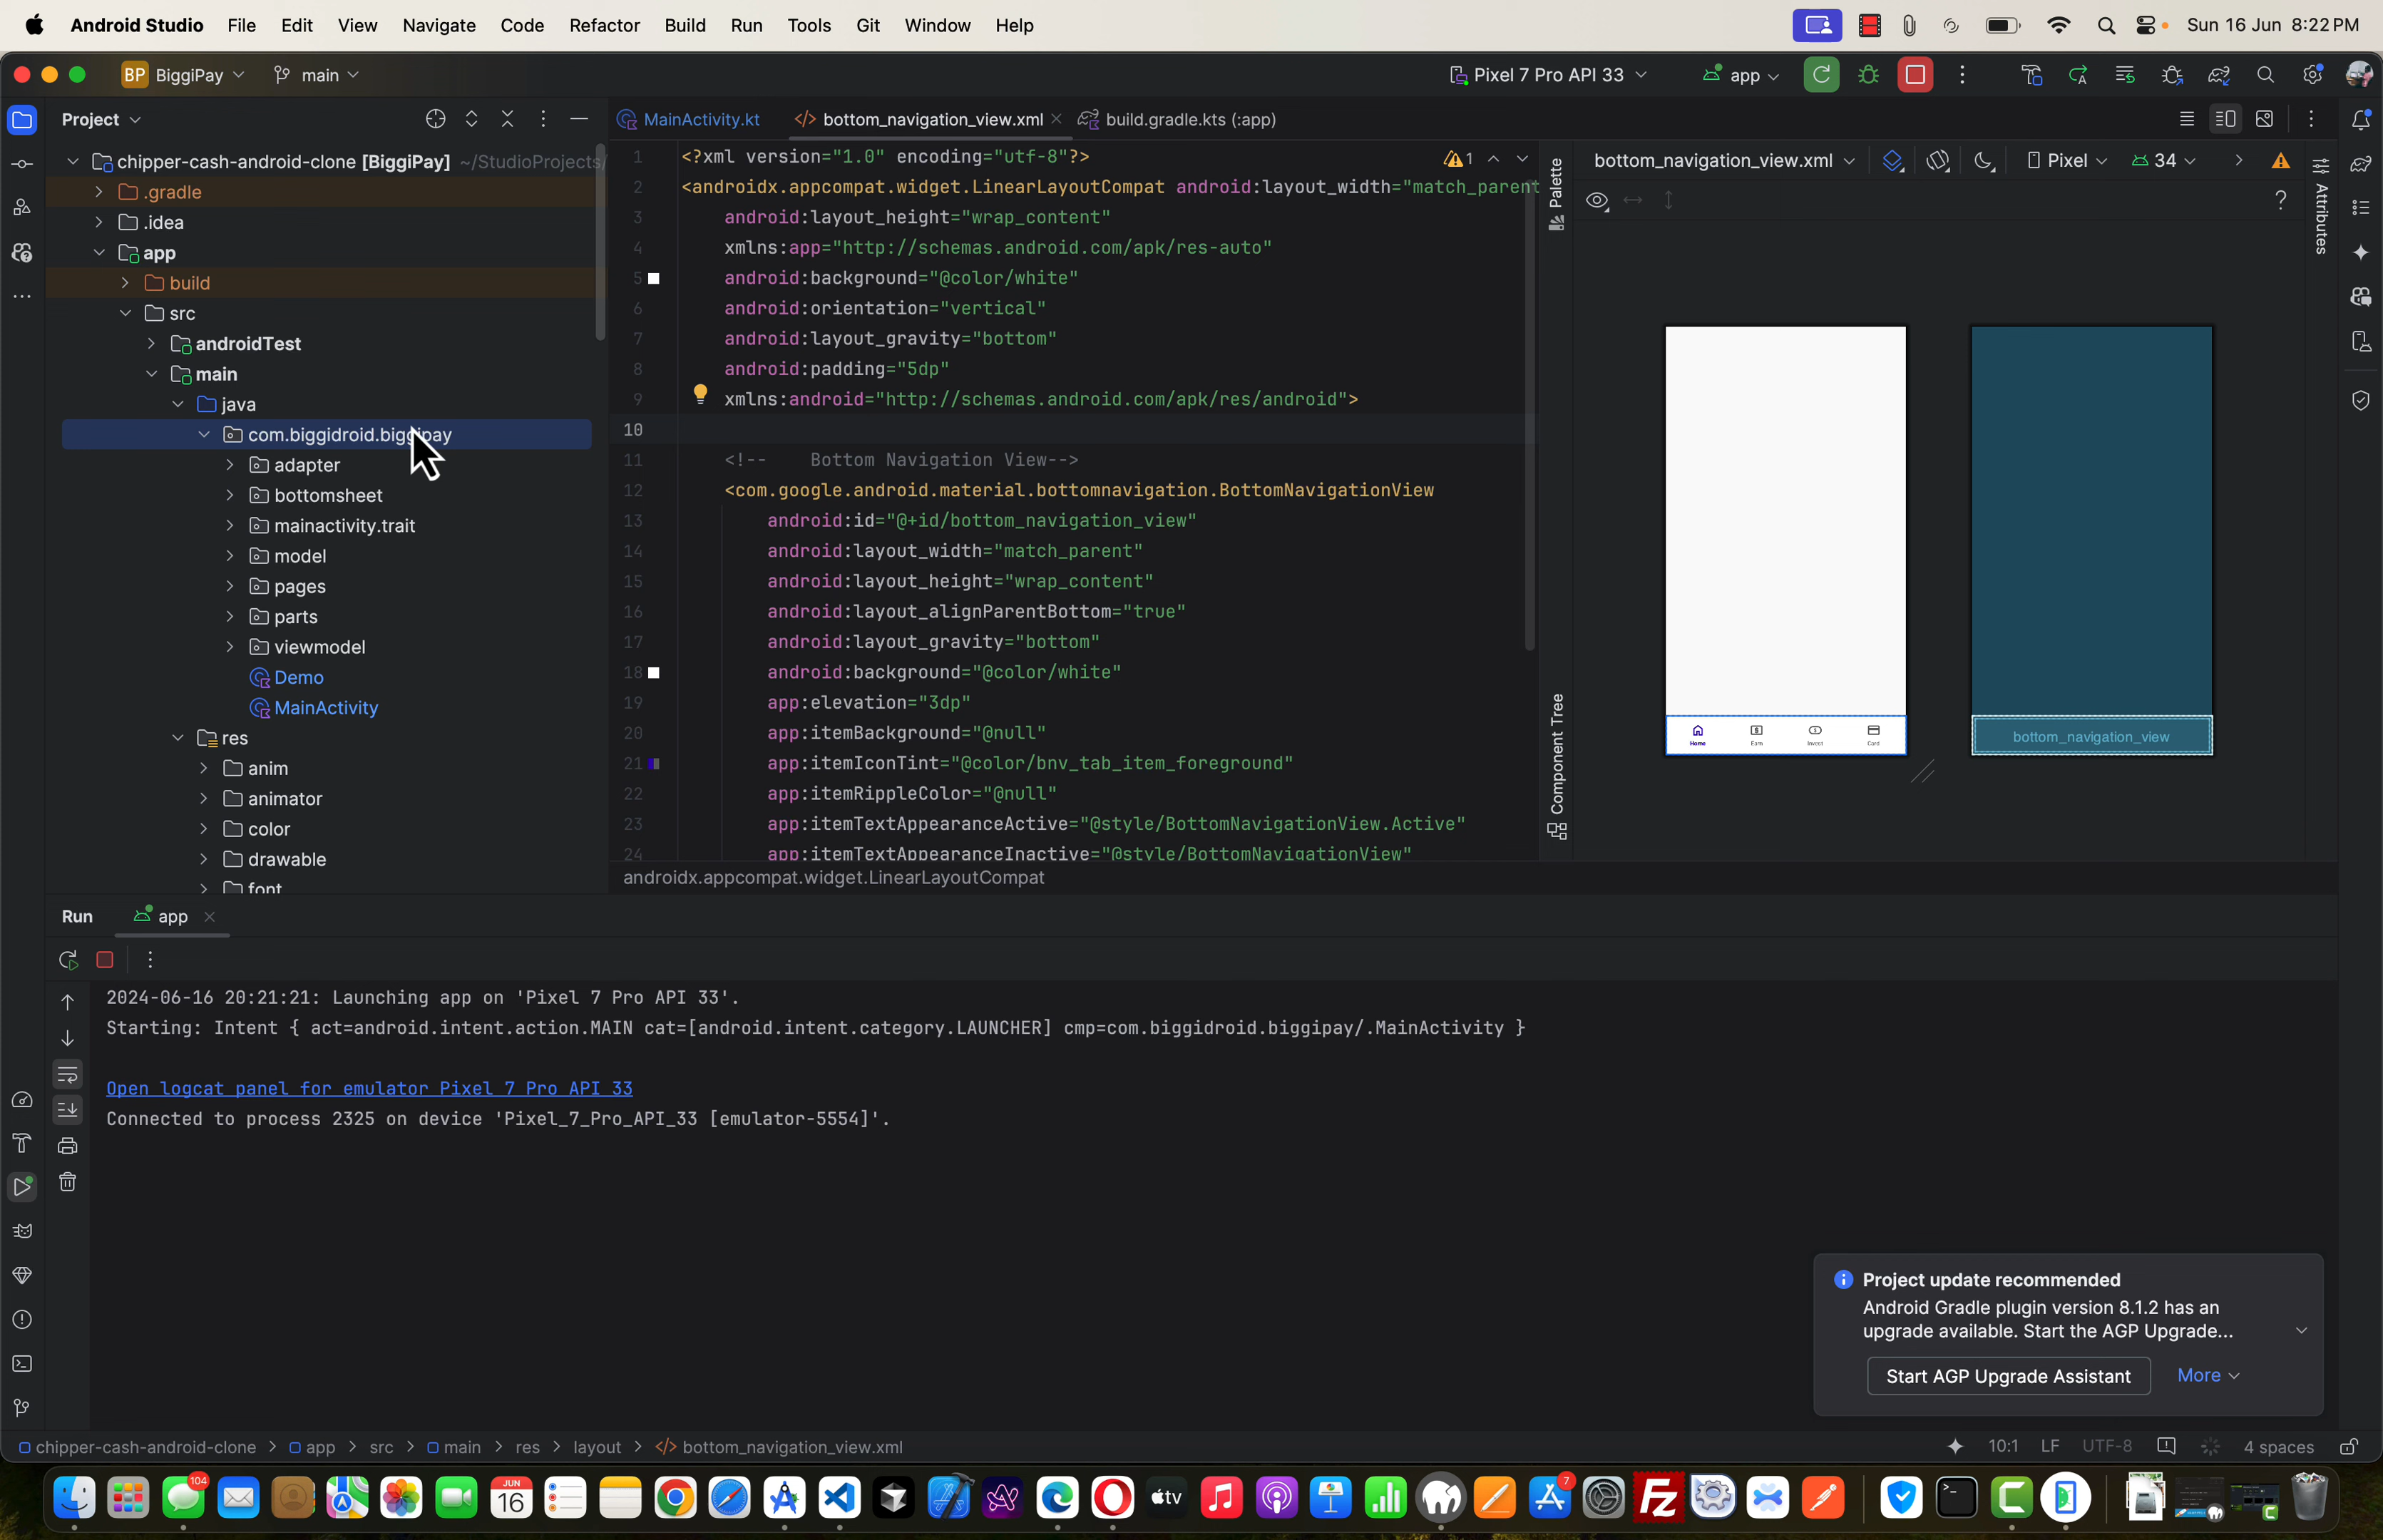 Android Studio File Edit View Navigate Code Refactor Build Run Tools Git Window Help Sun 16 Jun 8:22 PM
BP BiggiPay main Pixel 7 Pro API 33 app
Project
chipper-cash-android-clone [BiggiPay] ~/StudioProjects/
.gradle
.idea
app
build
src
androidTest
main
java
com.biggidroid.biggipay
adapter
bottomsheet
mainactivity.trait
model
pages
parts
viewmodel
Demo
MainActivity
res
anim
animator
color
drawable
font
MainActivity.kt bottom_navigation_view.xml build.gradle.kts (:app)
1 <?xml version="1.0" encoding="utf-8"?>
2 <androidx.appcompat.widget.LinearLayoutCompat android:layout_width="match_parent
3 android:layout_height="wrap_content"
4 xmlns:app="http://schemas.android.com/apk/res-auto"
5 android:background="@color/white"
6 android:orientation="vertical"
7 android:layout_gravity="bottom"
8 android:padding="5dp"
9 xmlns:android="http://schemas.android.com/apk/res/android">
10
11 <!-- Bottom Navigation View-->
12 <com.google.android.material.bottomnavigation.BottomNavigationView
13 android:id="@+id/bottom_navigation_view"
14 android:layout_width="match_parent"
15 android:layout_height="wrap_content"
16 android:layout_alignParentBottom="true"
17 android:layout_gravity="bottom"
18 android:background="@color/white"
19 app:elevation="3dp"
20 app:itemBackground="@null"
21 app:itemIconTint="@color/bnv_tab_item_foreground"
22 app:itemRippleColor="@null"
23 app:itemTextAppearanceActive="@style/BottomNavigationView.Active"
24 app:itemTextAppearanceInactive="@style/BottomNavigationView"
1
androidx.appcompat.widget.LinearLayoutCompat
Palette
Component Tree
bottom_navigation_view.xml Pixel 34
?
Attributes
Home Earn Invest Card
bottom_navigation_view
Run app
2024-06-16 20:21:21: Launching app on 'Pixel 7 Pro API 33'.
Starting: Intent { act=android.intent.action.MAIN cat=[android.intent.category.LAUNCHER] cmp=com.biggidroid.biggipay/.MainActivity }
Open logcat panel for emulator Pixel 7 Pro API 33
Connected to process 2325 on device 'Pixel_7_Pro_API_33 [emulator-5554]'.
Project update recommended
Android Gradle plugin version 8.1.2 has an
upgrade available. Start the AGP Upgrade...
Start AGP Upgrade Assistant More
chipper-cash-android-clone > app > src > main > res > layout > bottom_navigation_view.xml 10:1 LF UTF-8 4 spaces
104 JUN 16 tv 7 Fz